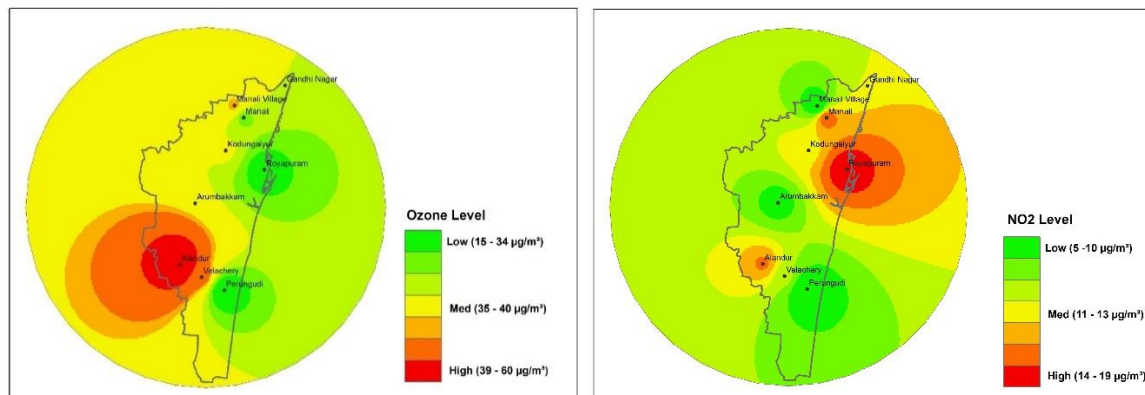 Gandhi Nagar
Manali Village
Manali
Kodungaiyur
Royapuram
Arumbakkam
Alandur
Velachery
Perungudi
Ozone Level
Low (15 - 34 µg/m³)
Med (35 - 40 µg/m³)
High (39 - 60 µg/m³)
Gandhi Nagar
Manali Village
Manali
Kodungaiyur
Royapuram
Arumbakkam
Alandur
Velachery
Perungudi
NO2 Level
Low (5 -10 µg/m³)
Med (11 - 13 µg/m³)
High (14 - 19 µg/m³)